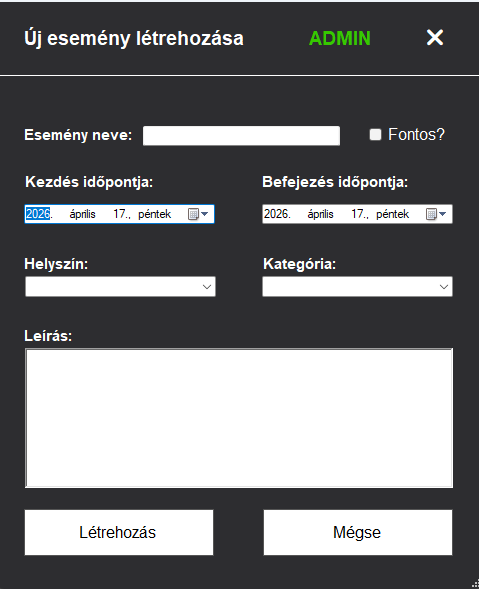 Új esemény létrehozása ADMIN
Esemény neve: Fontos?
Kezdés időpontja: Befejezés időpontja:
2026. április 17., péntek 2026. április 17., péntek
Helyszín: Kategória:
Leírás:
Létrehozás Mégse